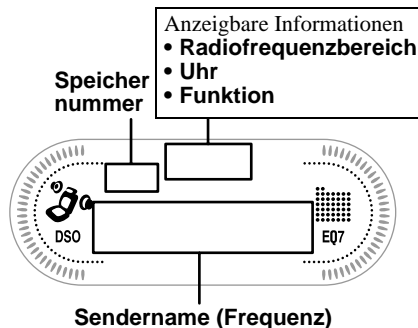 Anzeigbare Informationen
• Radiofrequenzbereich
• Uhr
• Funktion
Speicher
nummer
DSO
EQ7
Sendername (Frequenz)